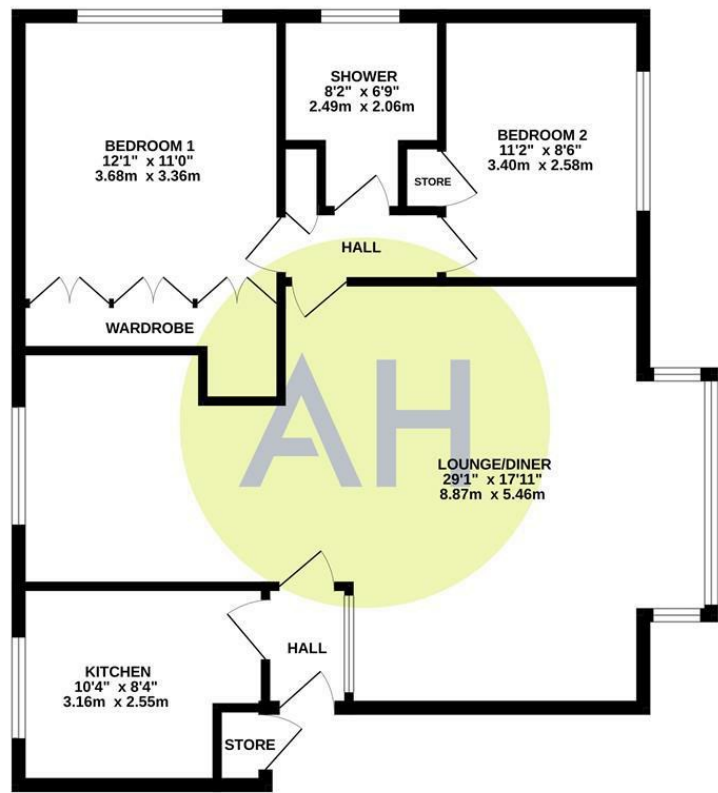 SHOWER
8'2" x 6'9"
2.49m x 2.06m
BEDROOM 1
12'1" x 11'0"
3.68m x 3.36m
BEDROOM 2
11'2" x 8'6"
3.40m x 2.58m
STORE
HALL
WARDROBE
AH
LOUNGE/DINER
29'1" x 17'11"
8.87m x 5.46m
HALL
KITCHEN
10'4" x 8'4"
3.16m x 2.55m
STORE